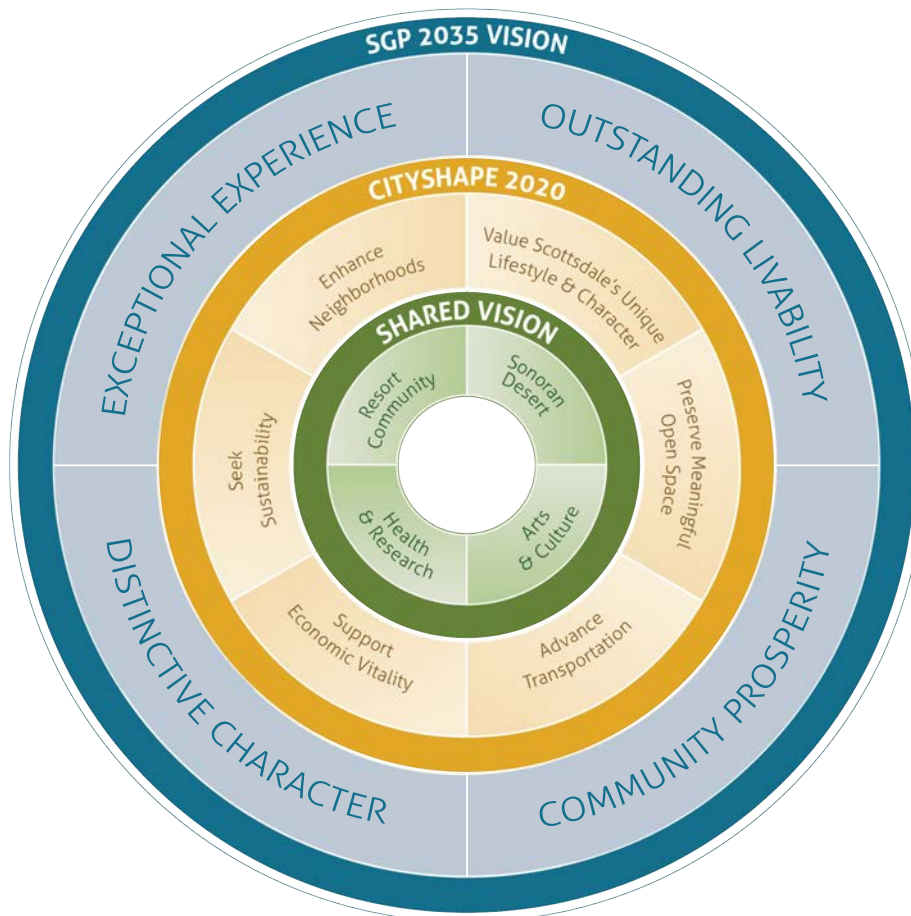 SGP 2035 VISION
EXCEPTIONAL EXPERIENCE
OUTSTANDING LIVABILITY
COMMUNITY PROSPERITY
DISTINCTIVE CHARACTER
CITYSHAPE 2020
Enhance
Neighborhoods
Value Scottsdale's Unique
Lifestyle & Character
Preserve Meaningful
Open Space
Advance
Transportation
Support
Economic Vitality
Seek
Sustainability
SHARED VISION
Resort
Community
Sonoran
Desert
Arts
& Culture
Health
& Research